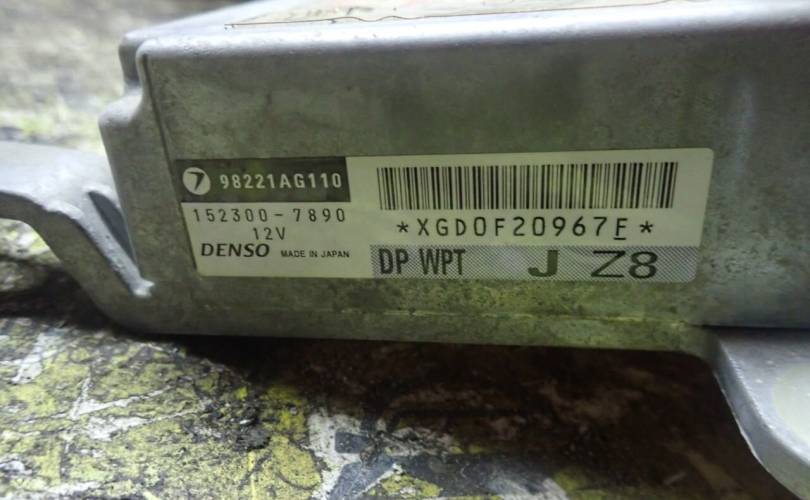 7 98221AG110
152300-7890
12V
DENSO MADE IN JAPAN
*XGD0F20967E*
DP WPT J Z8